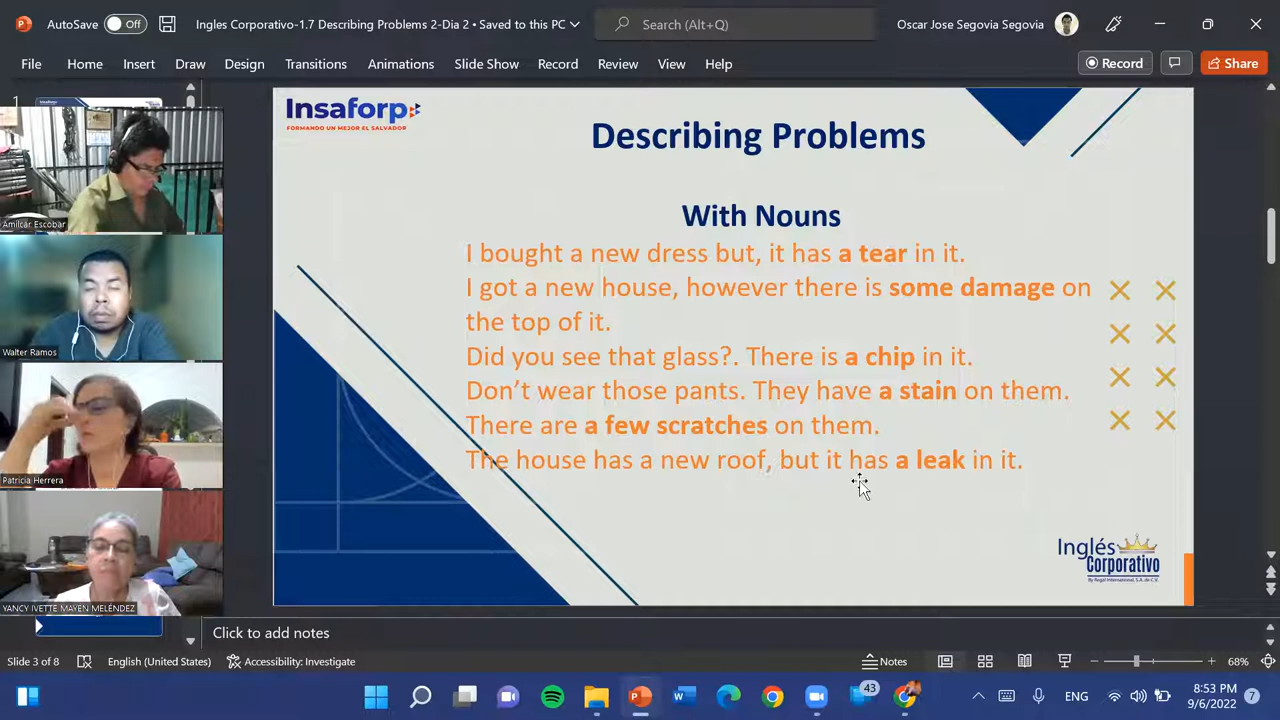 AutoSave Off Ingles Corporativo-1.7 Describing Problems 2-Dia 2 • Saved to this PC Search (Alt+Q) Oscar Jose Segovia Segovia
File Home Insert Draw Design Transitions Animations Slide Show Record Review View Help Record Share
1
Insaforp
FORMANDO UN MEJOR EL SALVADOR
Describing Problems
With Nouns
I bought a new dress but, it has a tear in it.
I got a new house, however there is some damage on
the top of it.
Did you see that glass?. There is a chip in it.
Don't wear those pants. They have a stain on them.
There are a few scratches on them.
The house has a new roof, but it has a leak in it.
Inglés
Corporativo
By Regal International, S.A. de C.V.
Amilcar Escobar
Walter Ramos
Patricia Herrera
YANCY IVETTE MAYEN MELÉNDEZ
Click to add notes
Slide 3 of 8 English (United States) Accessibility: Investigate Notes 68%
43 ENG 8:53 PM
9/6/2022 7